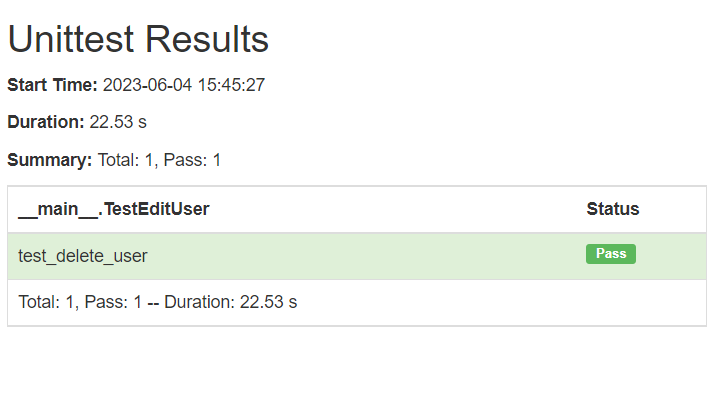 Unittest Results
Start Time: 2023-06-04 15:45:27
Duration: 22.53 s
Summary: Total: 1, Pass: 1
__main__.TestEditUser Status
test_delete_user Pass
Total: 1, Pass: 1 -- Duration: 22.53 s